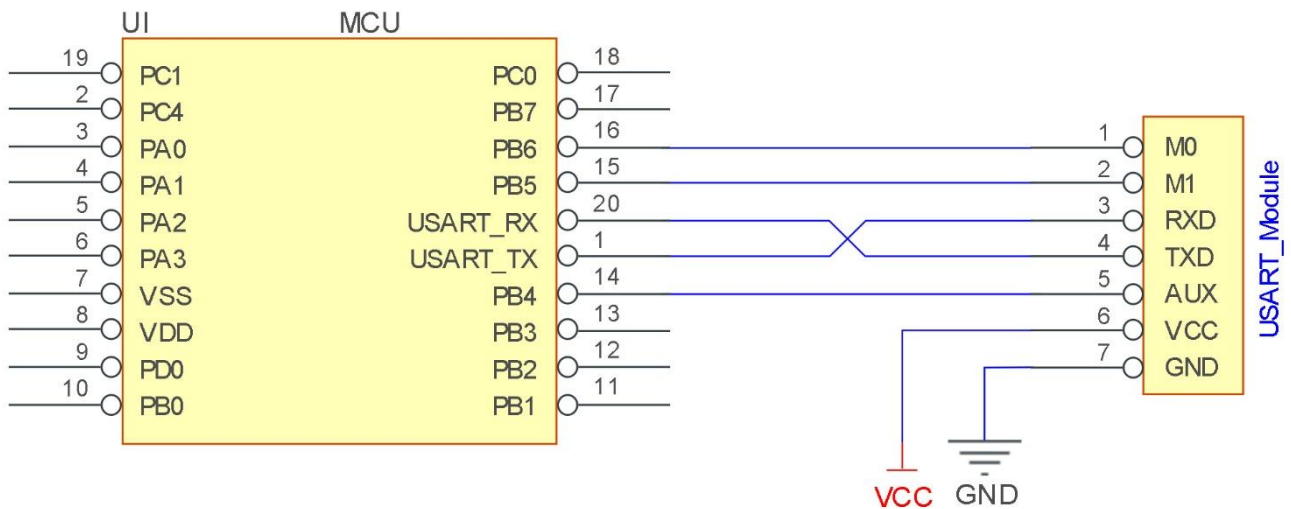 UI MCU
19 PC1 PC0 18
2 PC4 PB7 17
3 PA0 PB6 16 1 M0
4 PA1 PB5 15 2 M1
5 PA2 USART_RX 20 3 RXD
6 PA3 USART_TX 1 4 TXD
7 VSS PB4 14 5 AUX
8 VDD PB3 13 6 VCC
9 PD0 PB2 12 7 GND
10 PB0 PB1 11
USART_Module
VCC GND